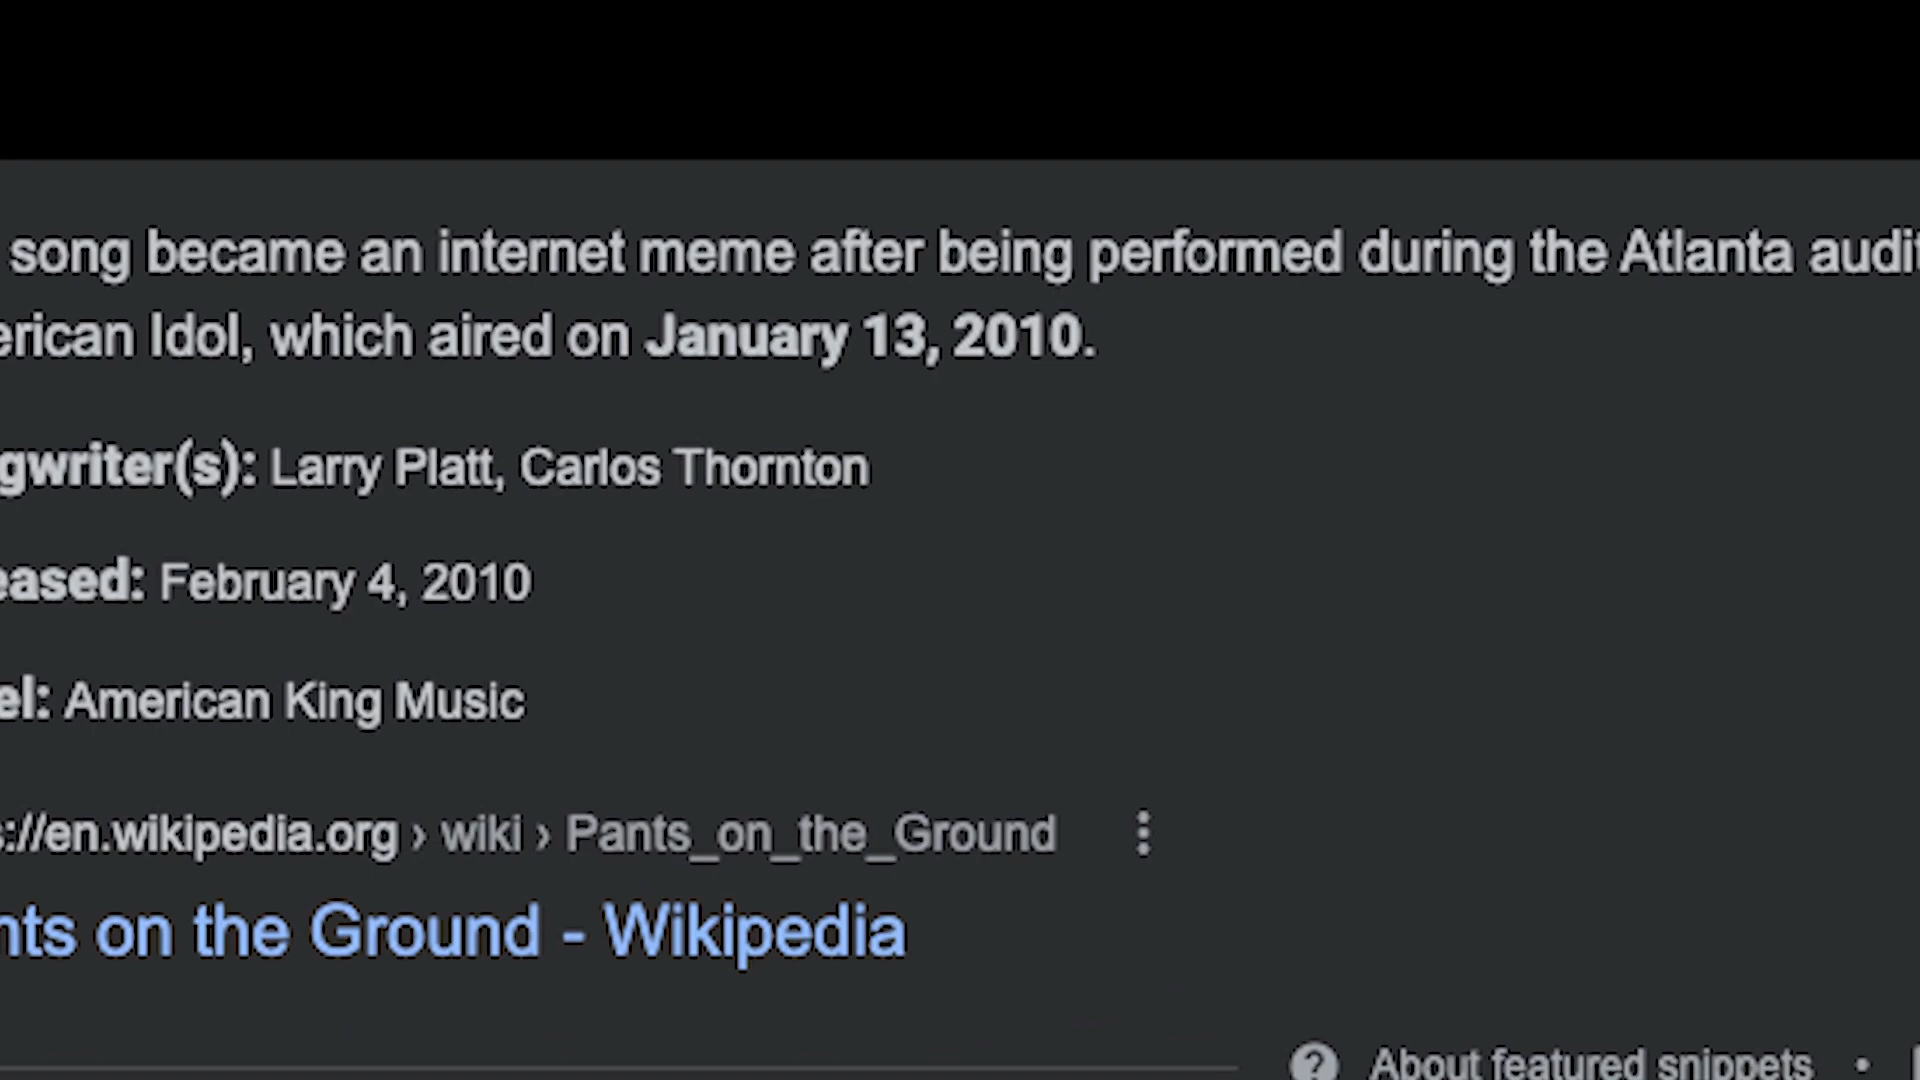 song became an internet meme after being performed during the Atlanta audit
erican Idol, which aired on January 13, 2010.
gwriter(s): Larry Platt, Carlos Thornton
eased: February 4, 2010
el: American King Music
s://en.wikipedia.org › wiki › Pants_on_the_Ground
nts on the Ground - Wikipedia
About featured snippets •